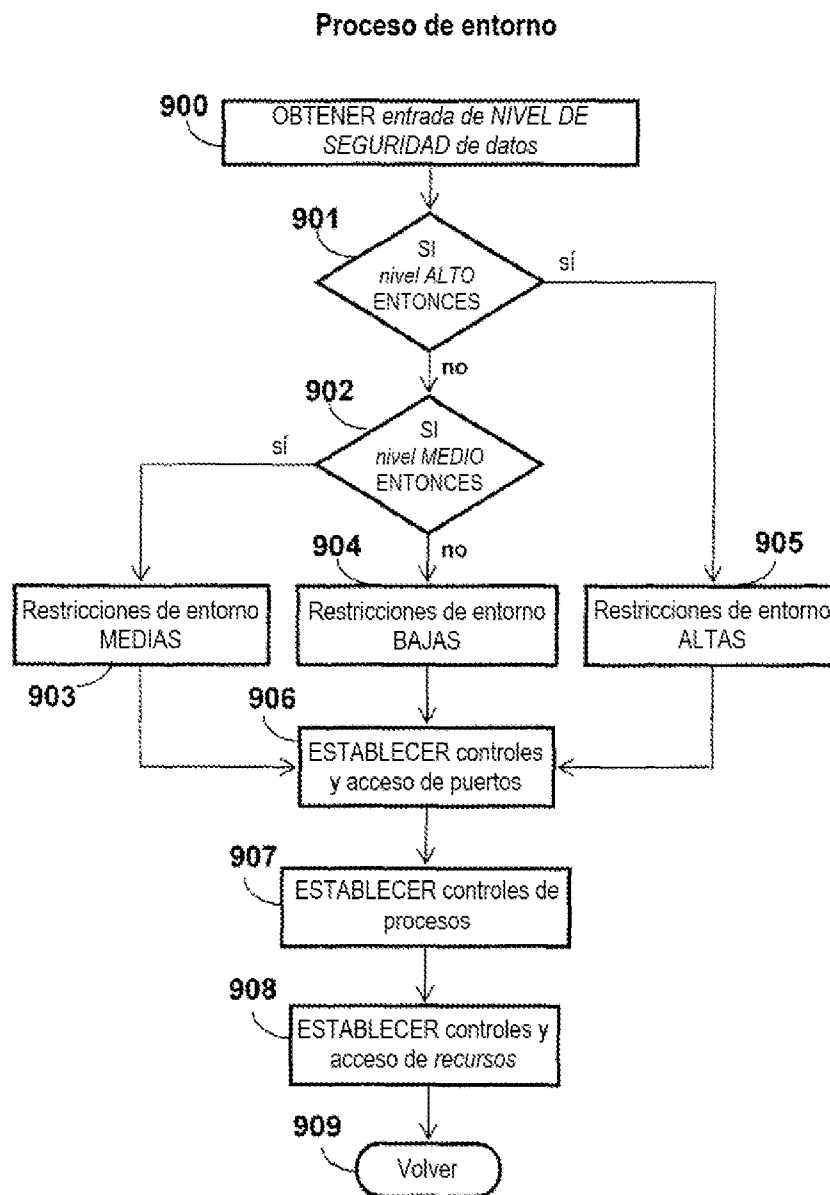 Proceso de entorno
900
OBTENER entrada de NIVEL DE
SEGURIDAD de datos
901
SI
nivel ALTO
ENTONCES
sí
no
902
SI
nivel MEDIO
ENTONCES
sí
no
904
905
Restricciones de entorno
MEDIAS
Restricciones de entorno
BAJAS
Restricciones de entorno
ALTAS
903
906
ESTABLECER controles
y acceso de puertos
907
ESTABLECER controles de
procesos
908
ESTABLECER controles y
acceso de recursos
909
Volver